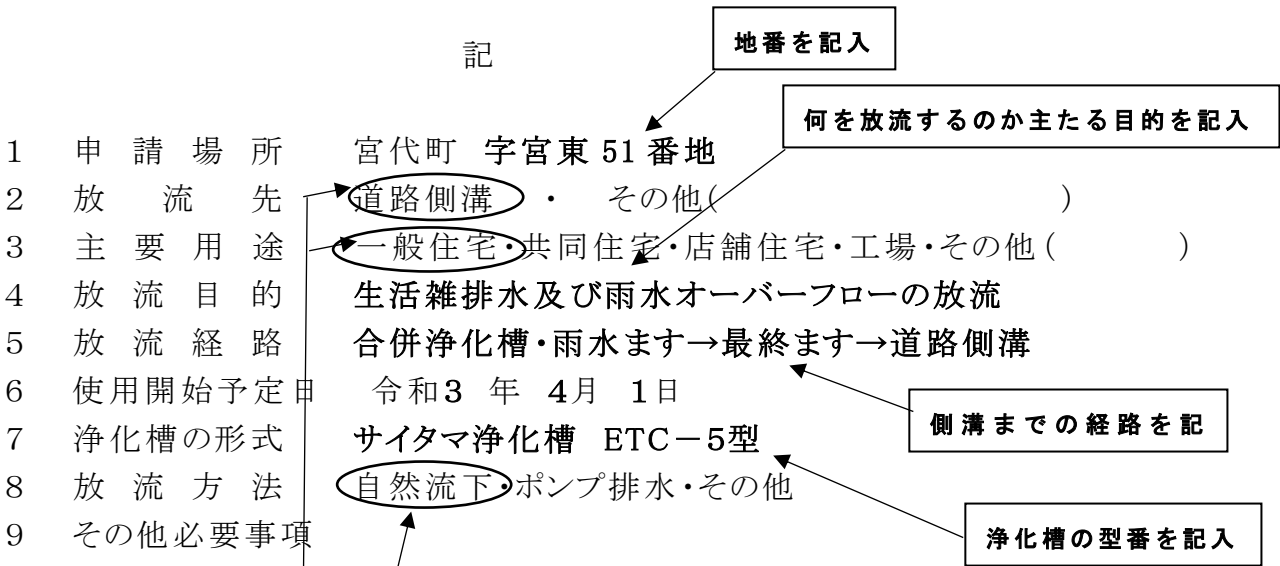 記
地番を記入
何を放流するのか主たる目的を記入
1 申請場所 宮代町 字宮東 51 番地
2 放流先 道路側溝 ・ その他( )
3 主要用途 一般住宅・共同住宅・店舗住宅・工場・その他( )
4 放流目的 生活雑排水及び雨水オーバーフローの放流
5 放流経路 合併浄化槽・雨水ます→最終ます→道路側溝
6 使用開始予定日 令和3 年 4月 1日
側溝までの経路を記
7 浄化槽の形式 サイタマ浄化槽 ETC-5型
8 放流方法 自然流下・ポンプ排水・その他
9 その他必要事項
浄化槽の型番を記入